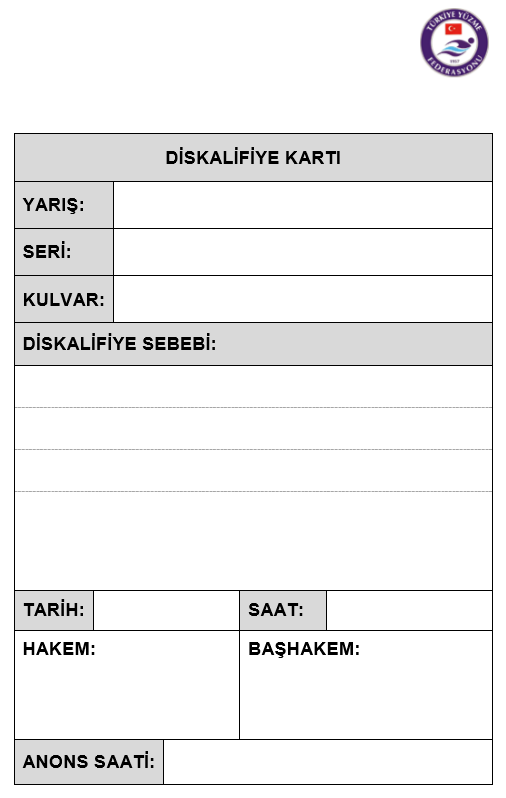 TÜRKİYE YÜZME
FEDERASYONU
1957
DİSKALİFİYE KARTI
YARIŞ:
SERİ:
KULVAR:
DİSKALİFİYE SEBEBİ:
TARİH:
SAAT:
HAKEM:
BAŞHAKEM:
ANONS SAATİ: